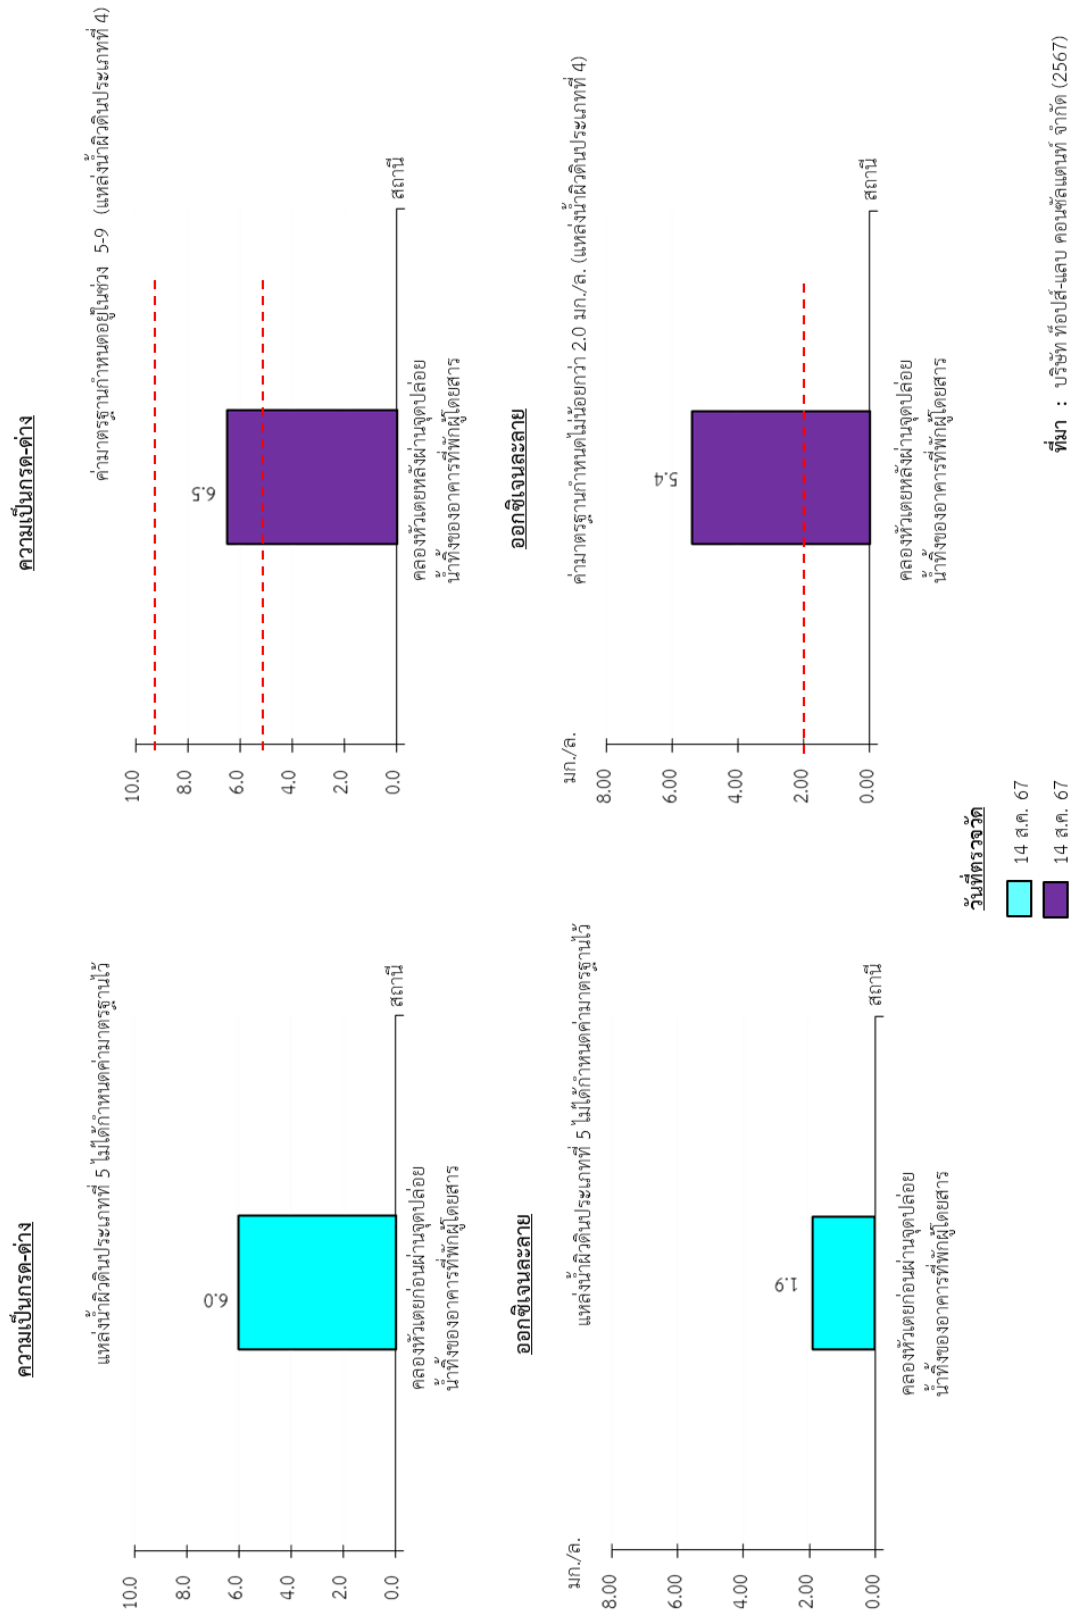 ความเป็นกรด-ด่าง
แหล่งน้ำผิวดินประเภทที่ 5 ไม่ได้กำหนดค่ามาตรฐานไว้
10.0
8.0
6.0
4.0
2.0
0.0
6.0
สถานี
คลองหัวเตยก่อนผ่านจุดปล่อย
น้ำทิ้งของอาคารที่พักผู้โดยสาร
ความเป็นกรด-ด่าง
ค่ามาตรฐานกำหนดอยู่ในช่วง 5-9 (แหล่งน้ำผิวดินประเภทที่ 4)
10.0
8.0
6.0
4.0
2.0
0.0
6.5
สถานี
คลองหัวเตยหลังผ่านจุดปล่อย
น้ำทิ้งของอาคารที่พักผู้โดยสาร
ออกซิเจนละลาย
แหล่งน้ำผิวดินประเภทที่ 5 ไม่ได้กำหนดค่ามาตรฐานไว้
มก./ล.
8.00
6.00
4.00
2.00
0.00
1.9
สถานี
คลองหัวเตยก่อนผ่านจุดปล่อย
น้ำทิ้งของอาคารที่พักผู้โดยสาร
ออกซิเจนละลาย
ค่ามาตรฐานกำหนดไม่น้อยกว่า 2.0 มก./ล. (แหล่งน้ำผิวดินประเภทที่ 4)
มก./ล.
8.00
6.00
4.00
2.00
0.00
5.4
สถานี
คลองหัวเตยหลังผ่านจุดปล่อย
น้ำทิ้งของอาคารที่พักผู้โดยสาร
วันที่ตรวจวัด
14 ส.ค. 67
14 ส.ค. 67
ที่มา : บริษัท ท็อปส์-แลบ คอนซัลแตนท์ จำกัด (2567)